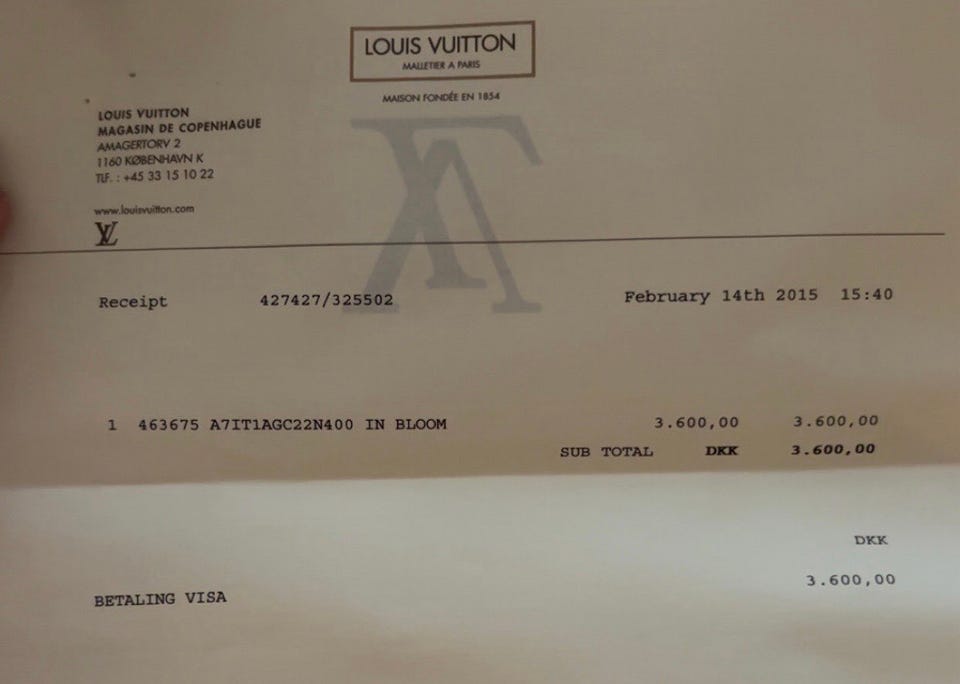 LOUIS VUITTON
MALLETIER A PARIS
MAISON FONDÉE EN 1854
LOUIS VUITTON
MAGASIN DE COPENHAGUE
AMAGERTORV 2
1160 KØBENHAVN K
TLF. : +45 33 15 10 22
www.louisvuitton.com
LV
Receipt 427427/325502 February 14th 2015 15:40
1 463675 A7IT1AGC22N400 IN BLOOM 3.600,00 3.600,00
SUB TOTAL DKK 3.600,00
DKK
BETALING VISA 3.600,00